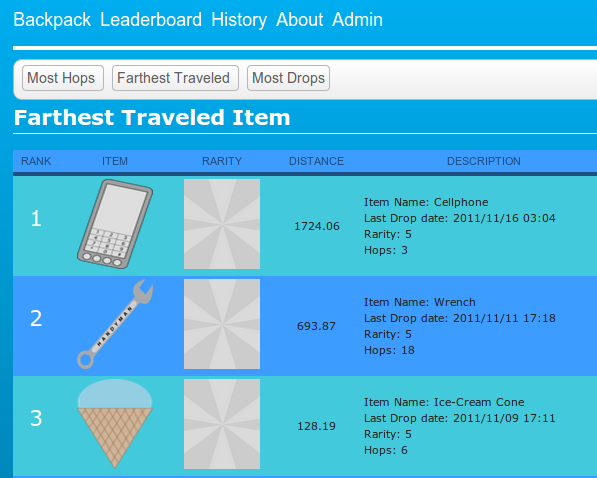 Backpack Leaderboard History About Admin
Most Hops Farthest Traveled Most Drops
Farthest Traveled Item
RANK ITEM RARITY DISTANCE DESCRIPTION
1 1724.06
Item Name: Cellphone
Last Drop date: 2011/11/16 03:04
Rarity: 5
Hops: 3
2 HANDYMAN 693.87
Item Name: Wrench
Last Drop date: 2011/11/11 17:18
Rarity: 5
Hops: 18
3 128.19
Item Name: Ice-Cream Cone
Last Drop date: 2011/11/09 17:11
Rarity: 5
Hops: 6